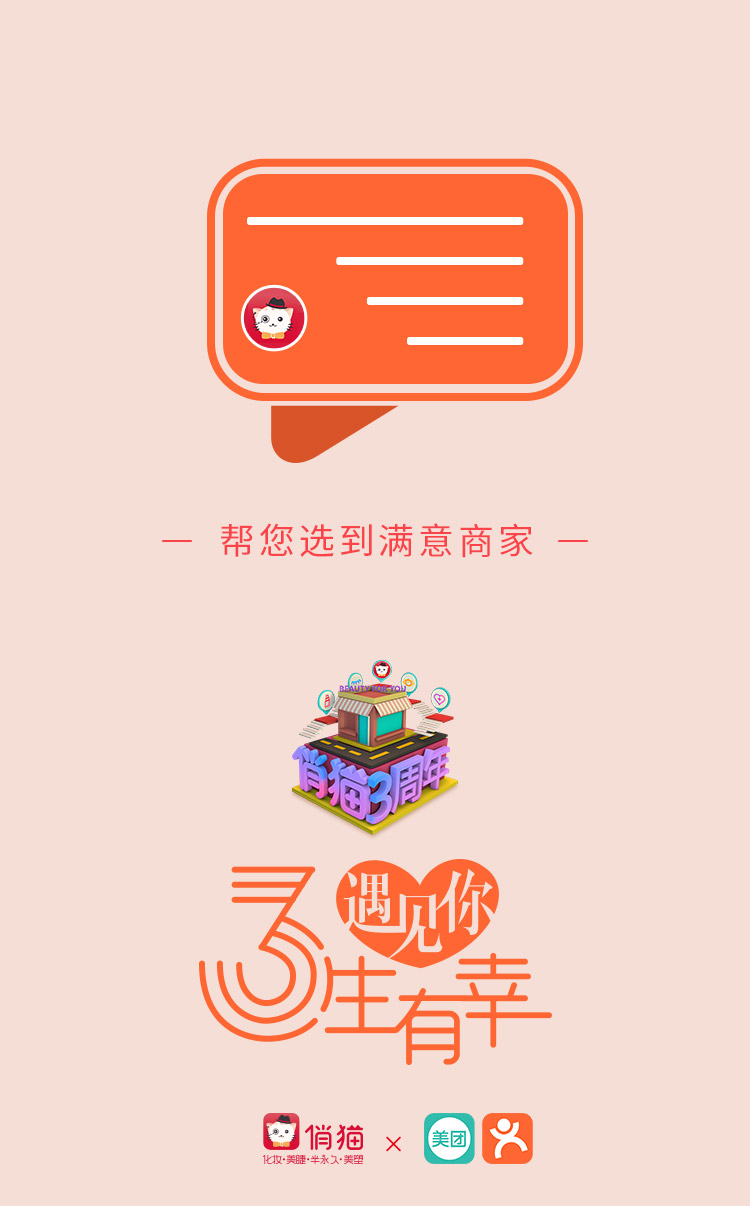 — 帮您选到满意商家 —
BEAUTY FOR YOU
俏猫3周年
遇见你
3生有幸
俏猫 × 美团
化妆·美睫·半永久·美塑